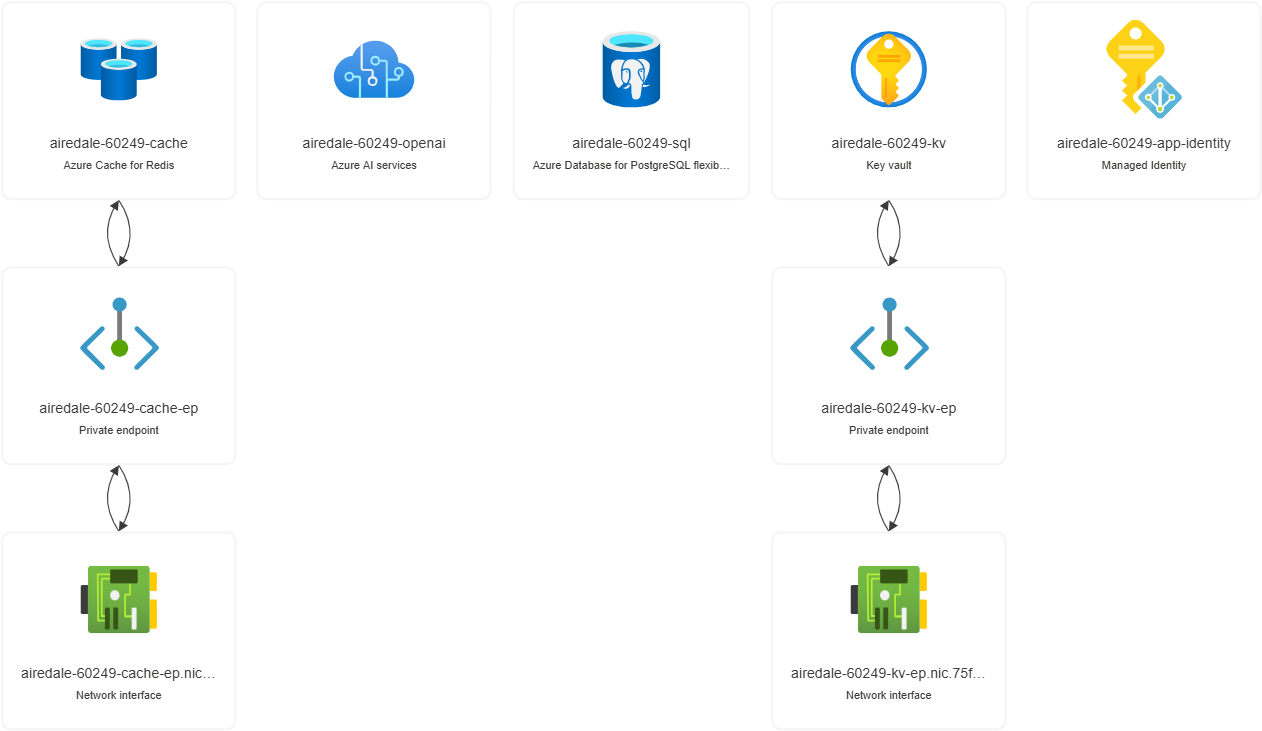 airedale-60249-cache
Azure Cache for Redis
airedale-60249-openai
Azure AI services
airedale-60249-sql
Azure Database for PostgreSQL flexib...
airedale-60249-kv
Key vault
airedale-60249-app-identity
Managed Identity
airedale-60249-cache-ep
Private endpoint
airedale-60249-kv-ep
Private endpoint
airedale-60249-cache-ep.nic...
Network interface
airedale-60249-kv-ep.nic.75f...
Network interface